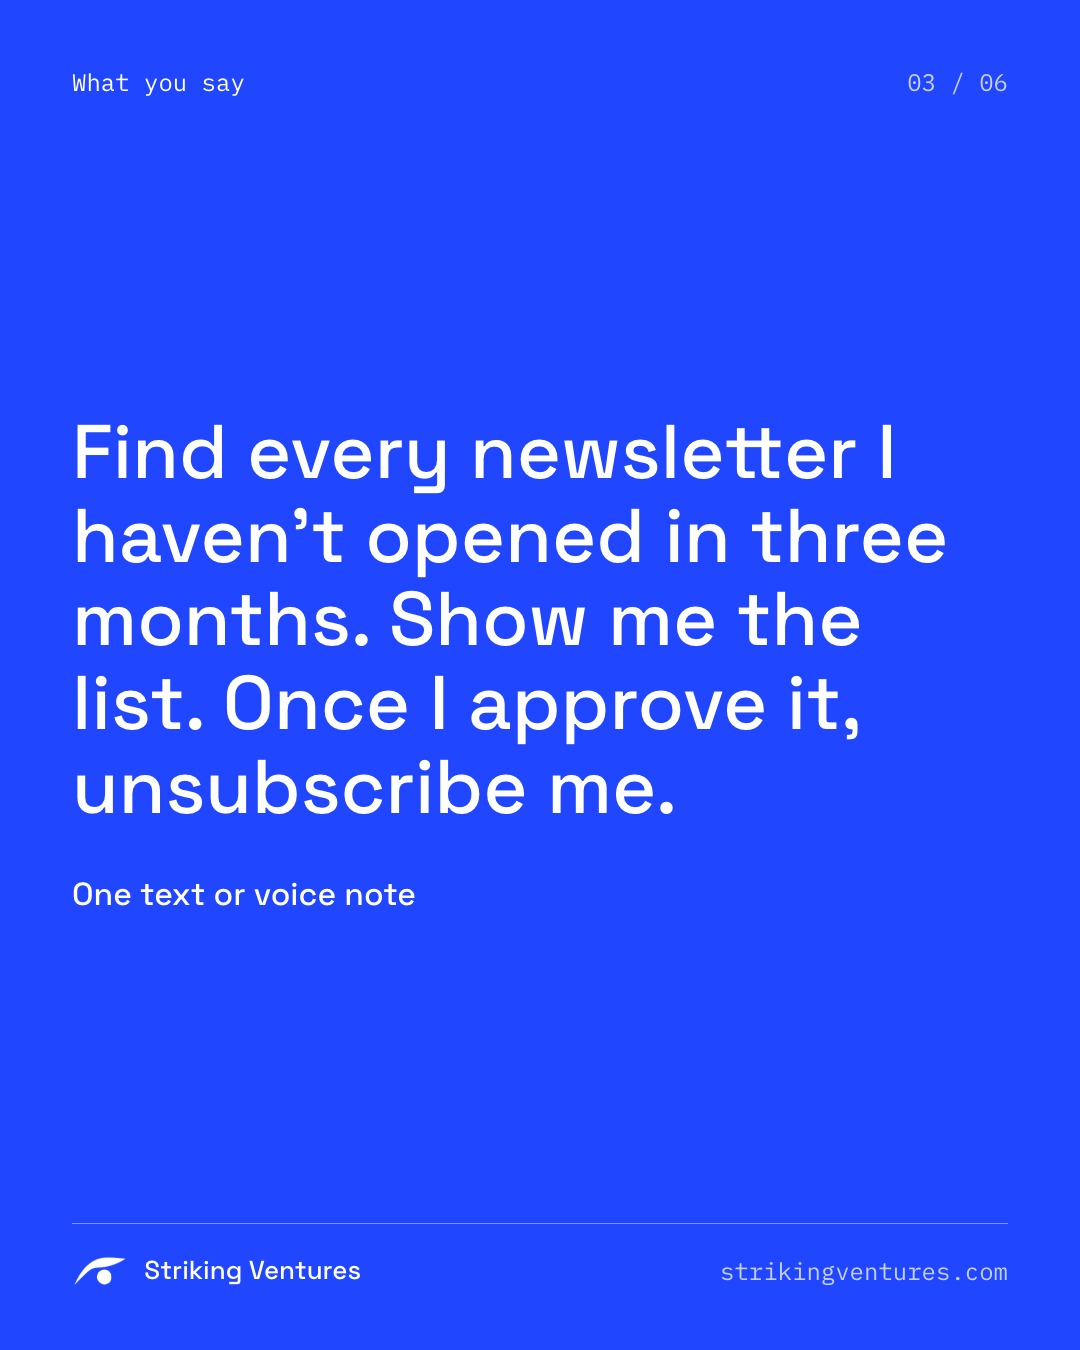 What you say
03 / 06
Find every newsletter I
haven’t opened in three
months. Show me the
list. Once I approve it,
unsubscribe me.
One text or voice note
Striking Ventures
strikingventures.com